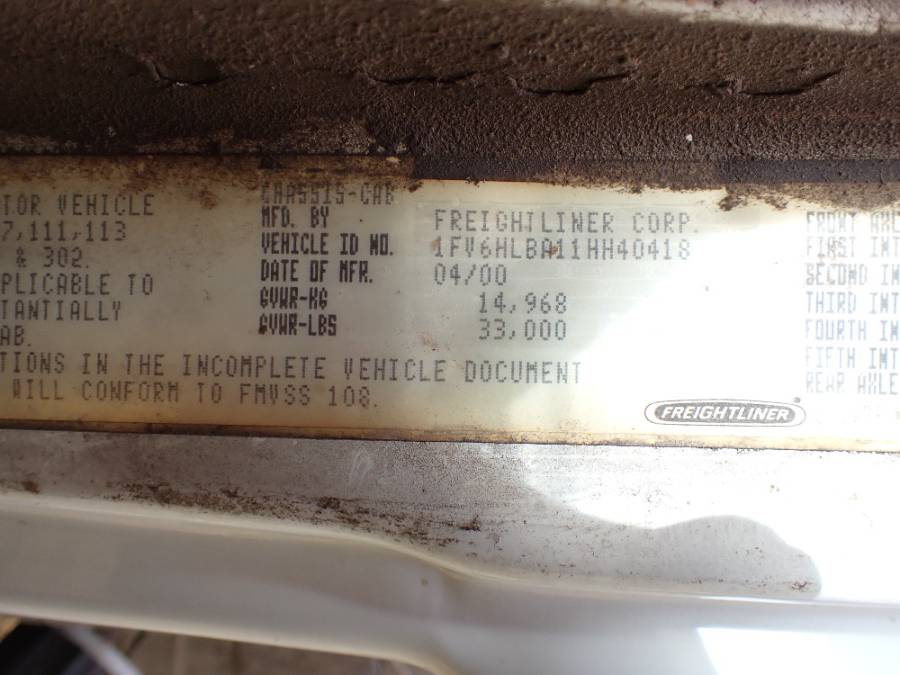 TOR VEHICLE
7,111,113
& 302.
PLICABLE TO
TANTIALLY
AB.
CHASSIS-CAB
MFD. BY FREIGHTLINER CORP.
VEHICLE ID NO. 1FV6HLBA11HH40418
DATE OF MFR. 04/00
GVWR-KG 14,968
GVWR-LBS 33,000
TIONS IN THE INCOMPLETE VEHICLE DOCUMENT
WILL CONFORM TO FMVSS 108.
FRONT AXLE
FIRST INT
SECOND IN
THIRD INT
FOURTH IN
FIFTH INT
REAR AXLE
FREIGHTLINER